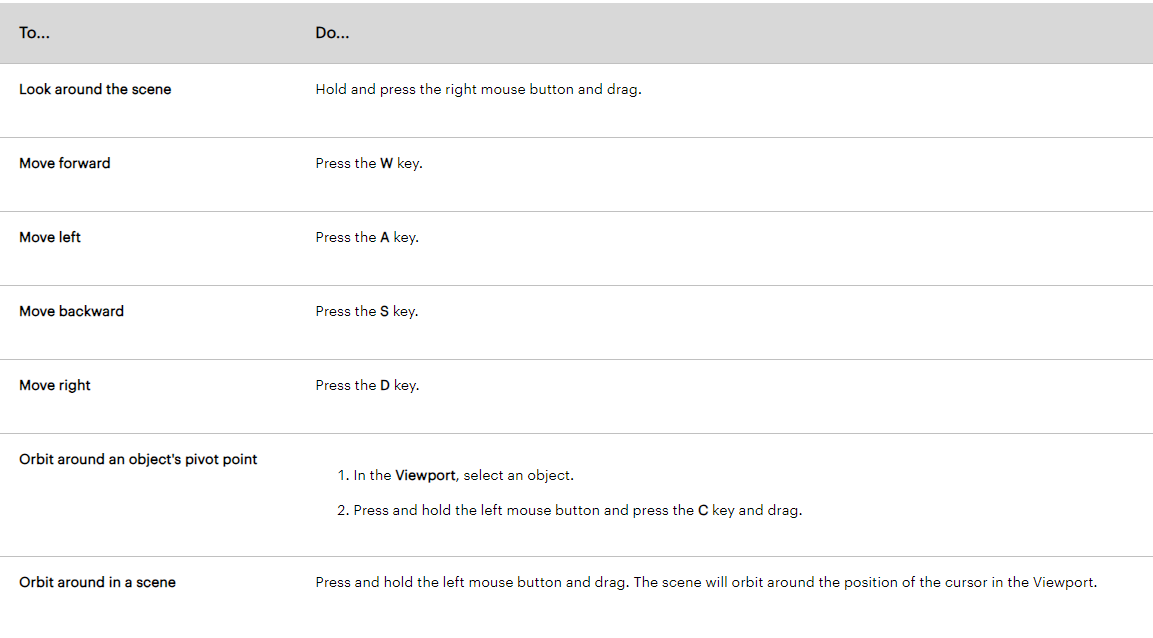 To...
Do...
Look around the scene
Hold and press the right mouse button and drag.
Move forward
Press the W key.
Move left
Press the A key.
Move backward
Press the S key.
Move right
Press the D key.
Orbit around an object's pivot point
1. In the Viewport, select an object.
2. Press and hold the left mouse button and press the C key and drag.
Orbit around in a scene
Press and hold the left mouse button and drag. The scene will orbit around the position of the cursor in the Viewport.